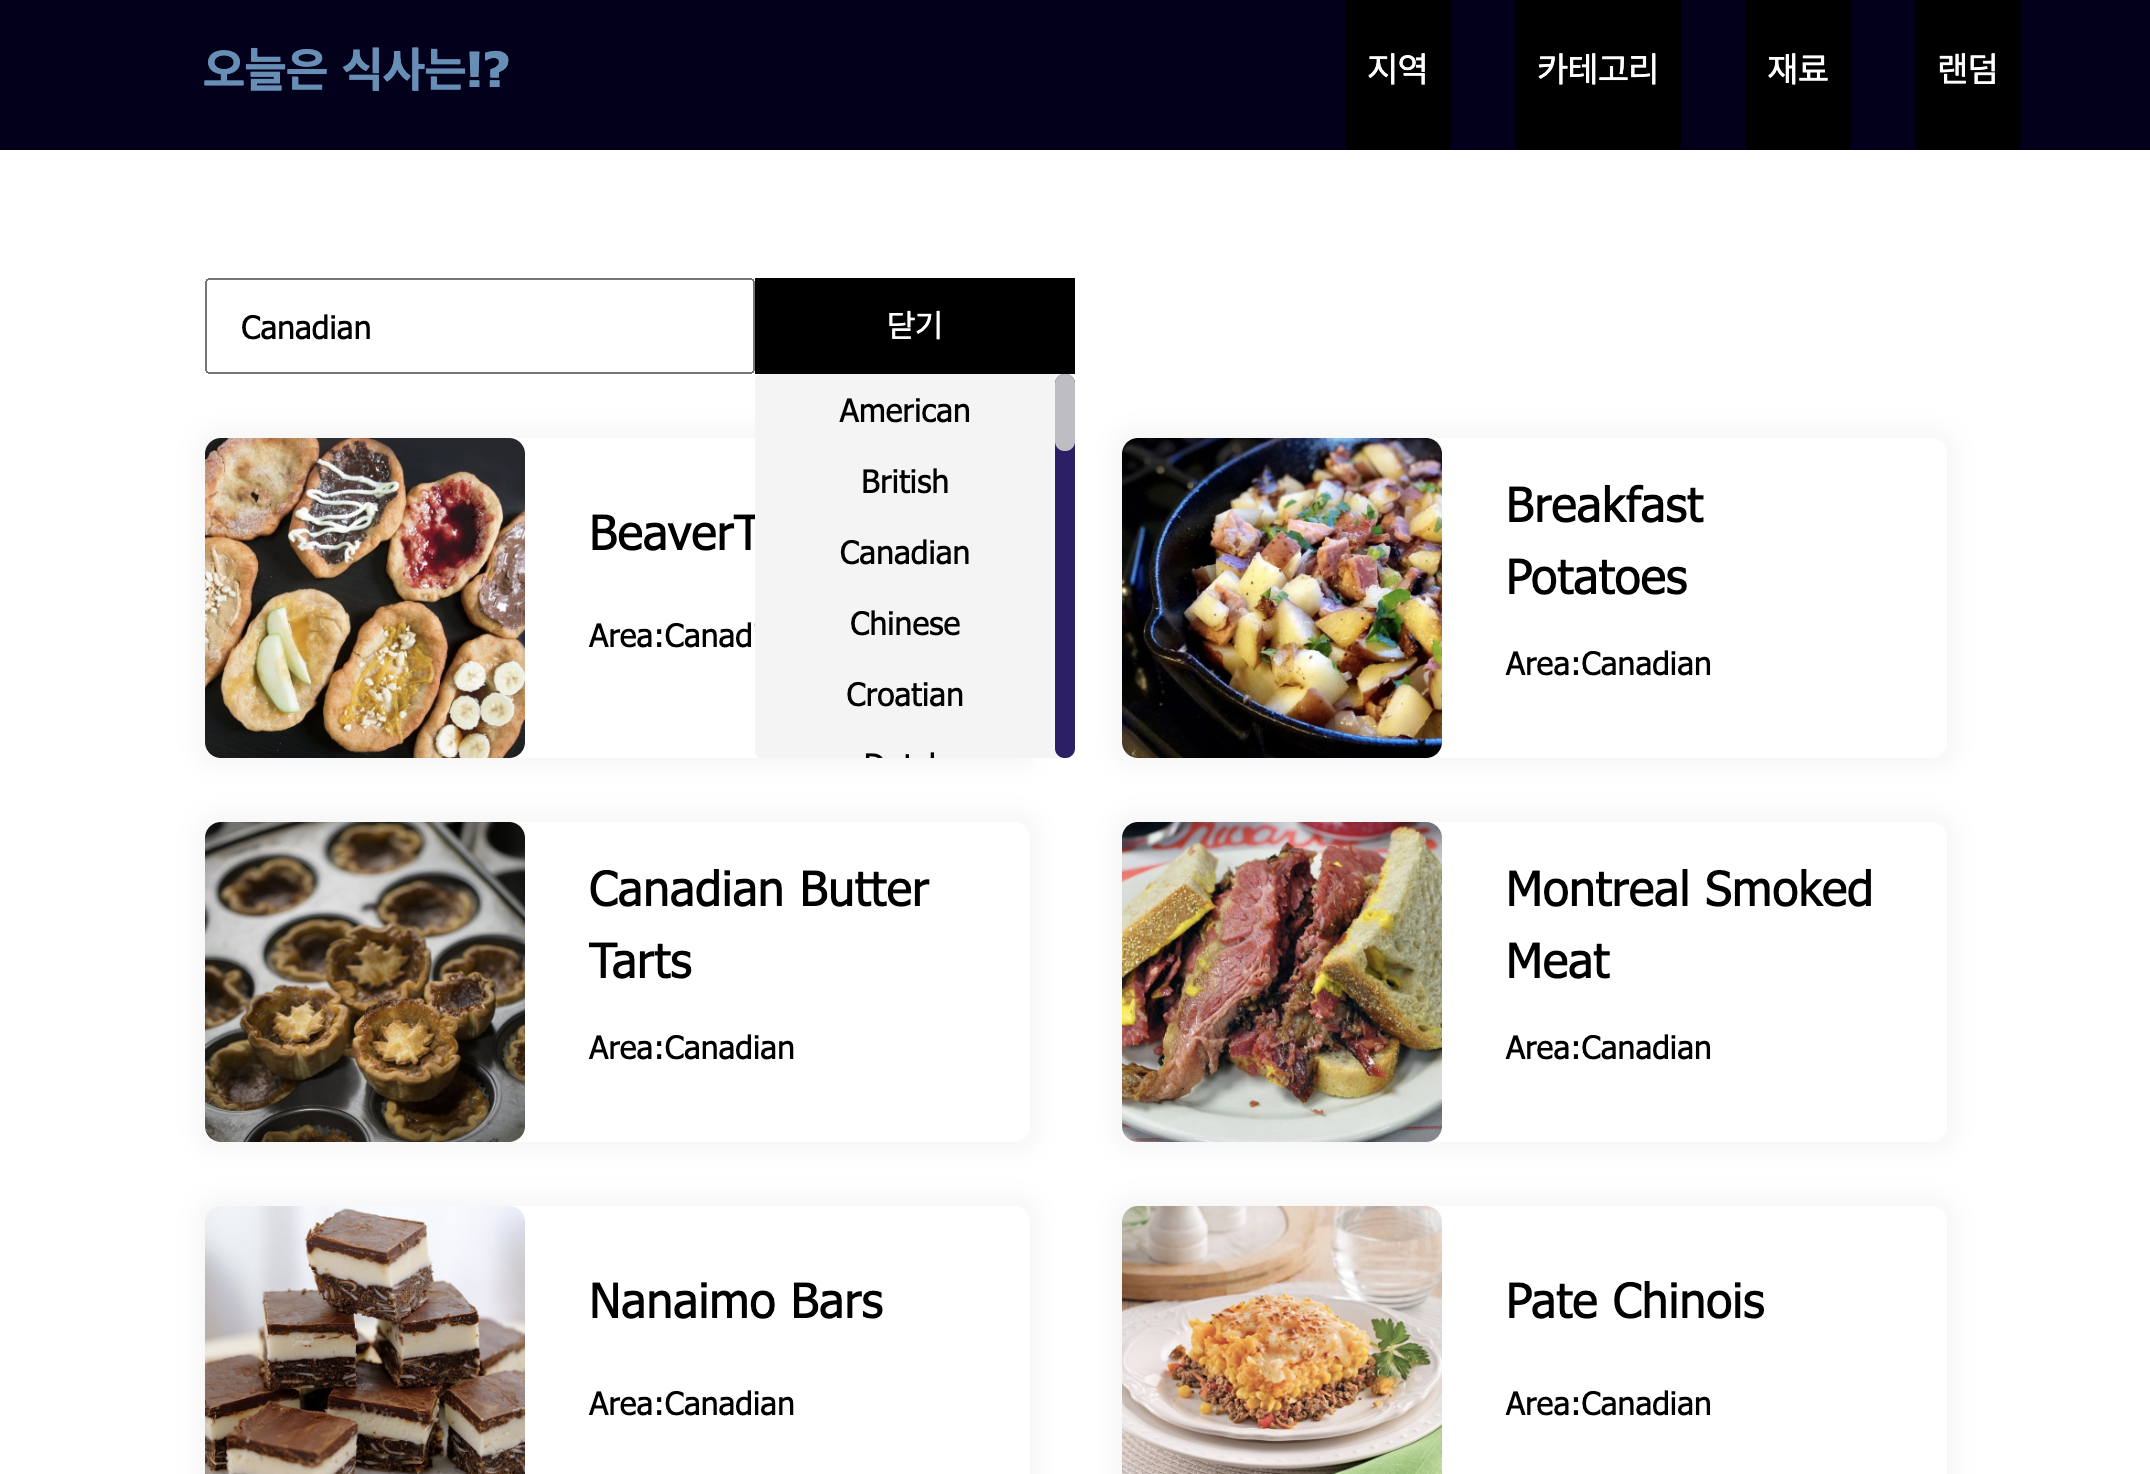 오늘은 식사는!?
지역
카테고리
재료
랜덤
Canadian
닫기
American
British
Canadian
Chinese
Croatian
BeaverT
Area:Canad
Breakfast
Potatoes
Area:Canadian
Canadian Butter
Tarts
Area:Canadian
Montreal Smoked
Meat
Area:Canadian
Nanaimo Bars
Area:Canadian
Pate Chinois
Area:Canadian